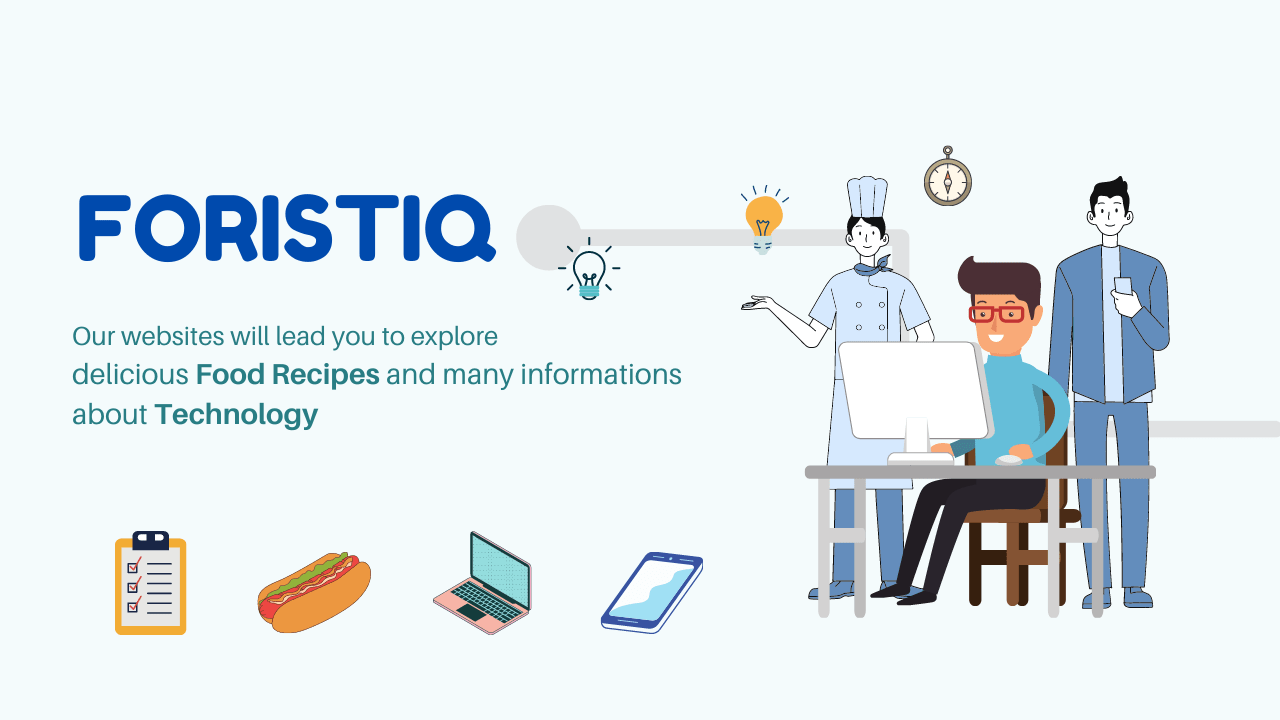 FORISTIQ
Our websites will lead you to explore
delicious Food Recipes and many informations
about Technology